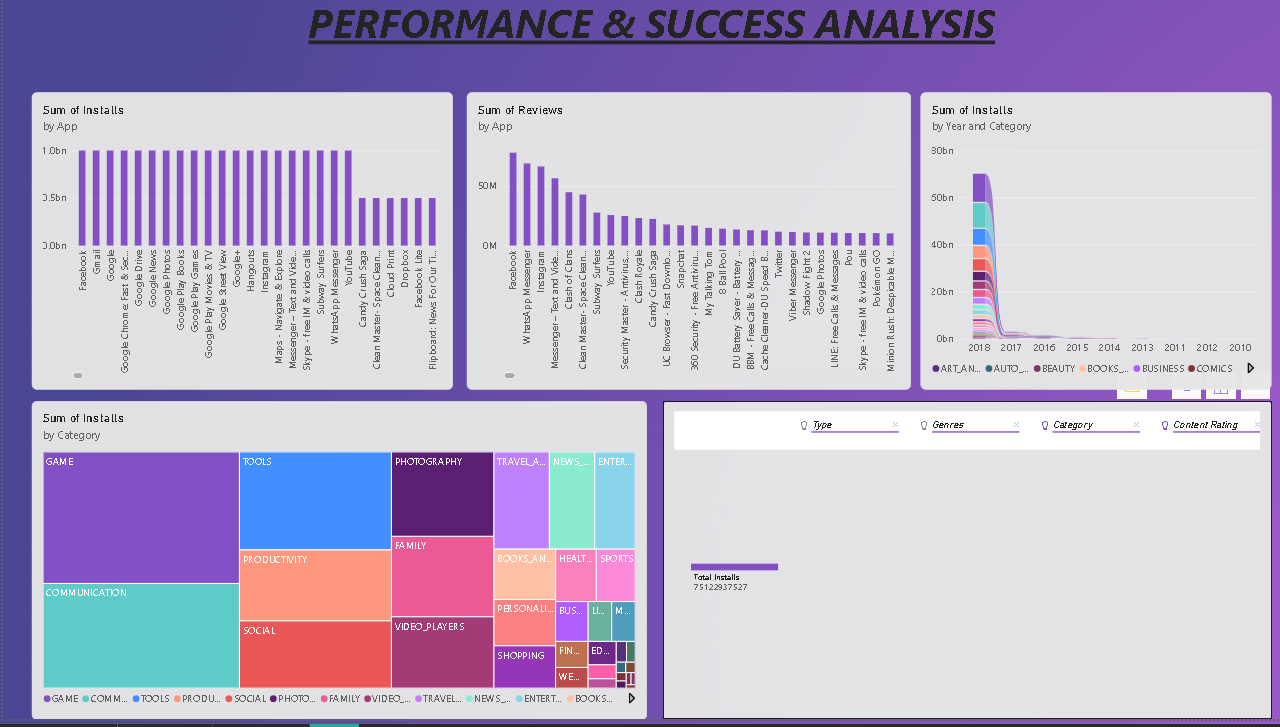 PERFORMANCE & SUCCESS ANALYSIS
Sum of Installs
by App
1.0bn
0.5bn
0.0bn
Facebook
Gmail
Google
Google Chrome: Fast & Sec...
Google Drive
Google News
Google Photos
Google Play Books
Google Play Games
Google Play Movies & TV
Google Street View
Google+
Hangouts
Instagram
Maps - Navigate & Explore
Messenger – Text and Vide...
Skype - free IM & video calls
Subway Surfers
WhatsApp Messenger
YouTube
Candy Crush Saga
Clean Master- Space Clean...
Cloud Print
Dropbox
Facebook Lite
Flipboard: News For Our Ti...
Sum of Reviews
by App
50M
0M
Facebook
WhatsApp Messenger
Instagram
Messenger – Text and Vide...
Clash of Clans
Clean Master- Space Clean...
Subway Surfers
YouTube
Security Master - Antivirus,...
Clash Royale
Candy Crush Saga
UC Browser - Fast Downlo...
Snapchat
360 Security - Free Antiviru...
My Talking Tom
8 Ball Pool
DU Battery Saver - Battery ...
BBM - Free Calls & Messag...
Cache Cleaner-DU Speed B...
Twitter
Viber Messenger
Shadow Fight 2
Google Photos
LINE: Free Calls & Messages
Pou
Skype - free IM & video calls
Pokémon GO
Minion Rush: Despicable M...
Sum of Installs
by Year and Category
80bn
60bn
40bn
20bn
0bn
2018 2017 2016 2015 2014 2013 2011 2012 2010
ART_AN... AUTO_... BEAUTY BOOKS_... BUSINESS COMICS
Sum of Installs
by Category
GAME
TOOLS
PHOTOGRAPHY
TRAVEL_A...
NEWS_...
ENTER...
FAMILY
BOOKS_AN...
HEALT...
SPORTS
PRODUCTIVITY
COMMUNICATION
PERSONALI...
BUS...
LI...
M...
SOCIAL
VIDEO_PLAYERS
SHOPPING
FIN...
ED...
WE...
GAME COMM... TOOLS PRODU... SOCIAL PHOTO... FAMILY VIDEO_... TRAVEL... NEWS_... ENTERT... BOOKS...
Type × Genres × Category × Content Rating ×
Total Installs
75122937527